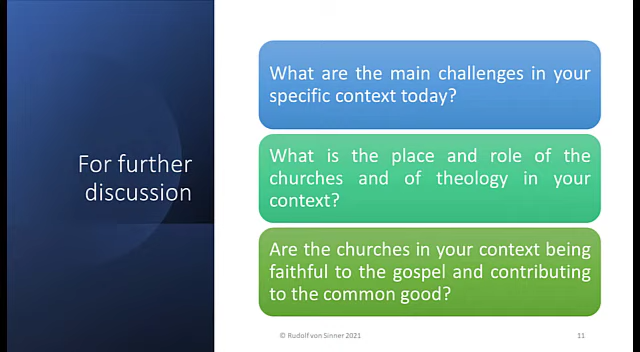 For further
discussion
What are the main challenges in your
specific context today?
What is the place and role of the
churches and of theology in your
context?
Are the churches in your context being
faithful to the gospel and contributing
to the common good?
© Rudolf von Sinner 2021
11